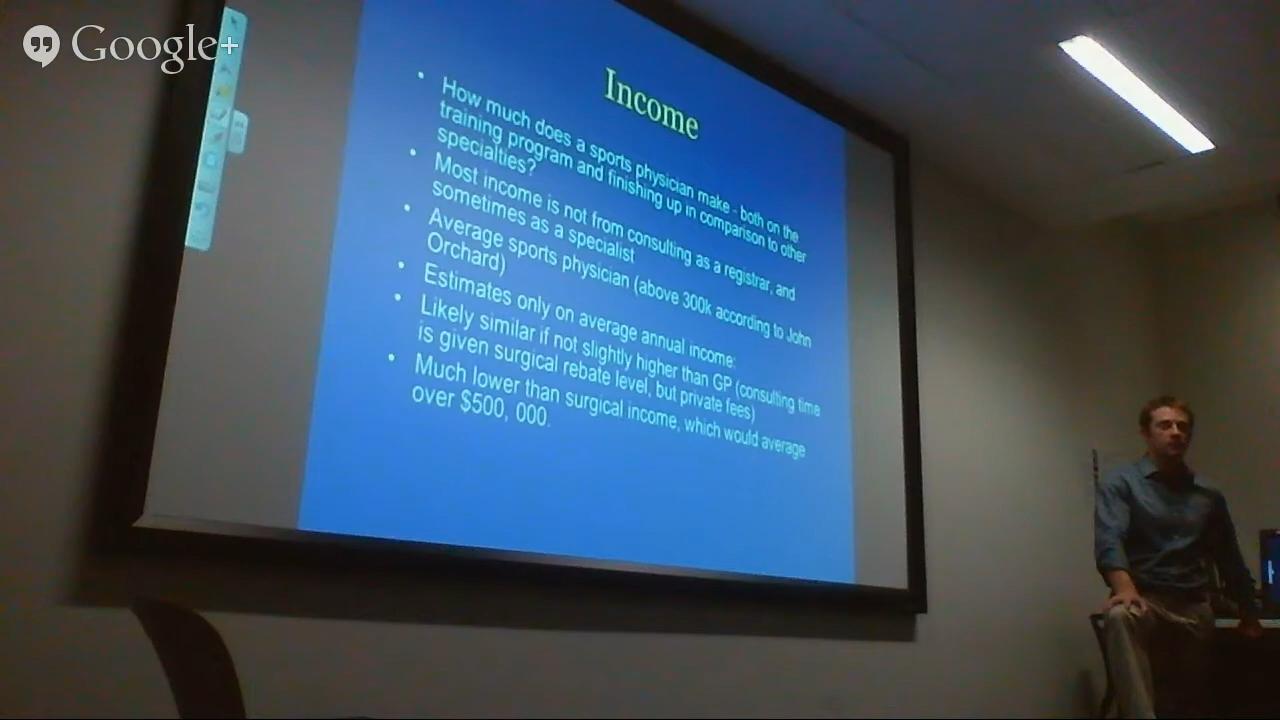 Google+
Income
How much does a sports physician make - both on the
training program and finishing up in comparison to other
specialties?
Most income is not from consulting as a registrar, and
sometimes as a specialist
Average sports physician (above 300k according to John
Orchard)
Estimates only on average annual income:
Likely similar if not slightly higher than GP (consulting time
is given surgical rebate level, but private fees)
Much lower than surgical income, which would average
over $500, 000.